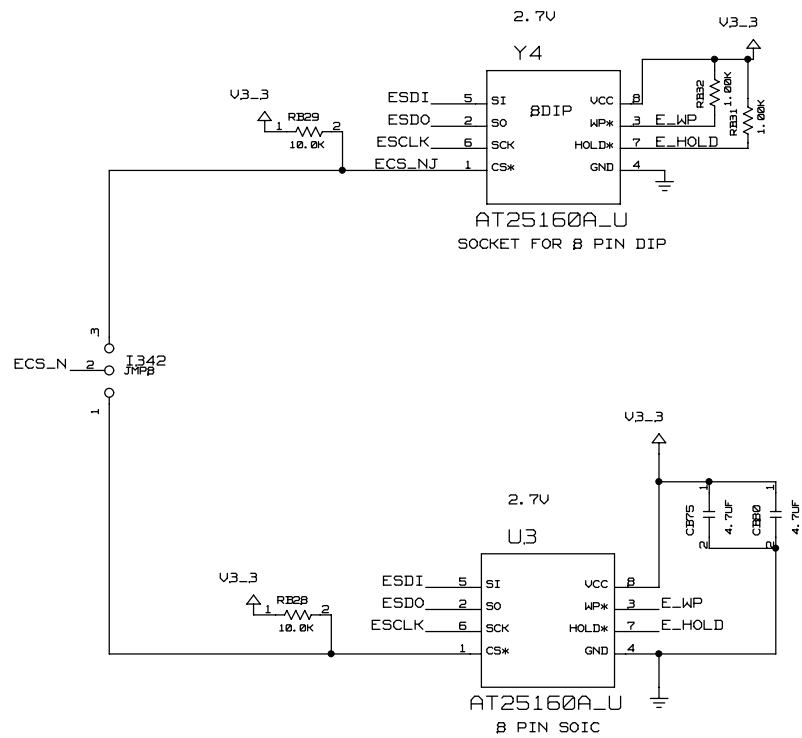 2.7V
V3_3
Y4
V3_3
ESDI 5 SI VCC 8
8DIP
RB32 1.00K
RB31 1.00K
RB29
1 2
10.0K
ESDO 2 SO WP* 3 E_WP
ESCLK 6 SCK HOLD* 7 E_HOLD
ECS_NJ 1 CS* GND 4
AT25160A_U
SOCKET FOR 8 PIN DIP
3
ECS_N 2 I342
JMP8
1
V3_3
2.7V
1 1
CB75 4.7UF
CB80 4.7UF
2 2
U3
V3_3
ESDI 5 SI VCC 8
RB28
1 2
10.0K
ESDO 2 SO WP* 3 E_WP
ESCLK 6 SCK HOLD* 7 E_HOLD
1 CS* GND 4
AT25160A_U
8 PIN SOIC